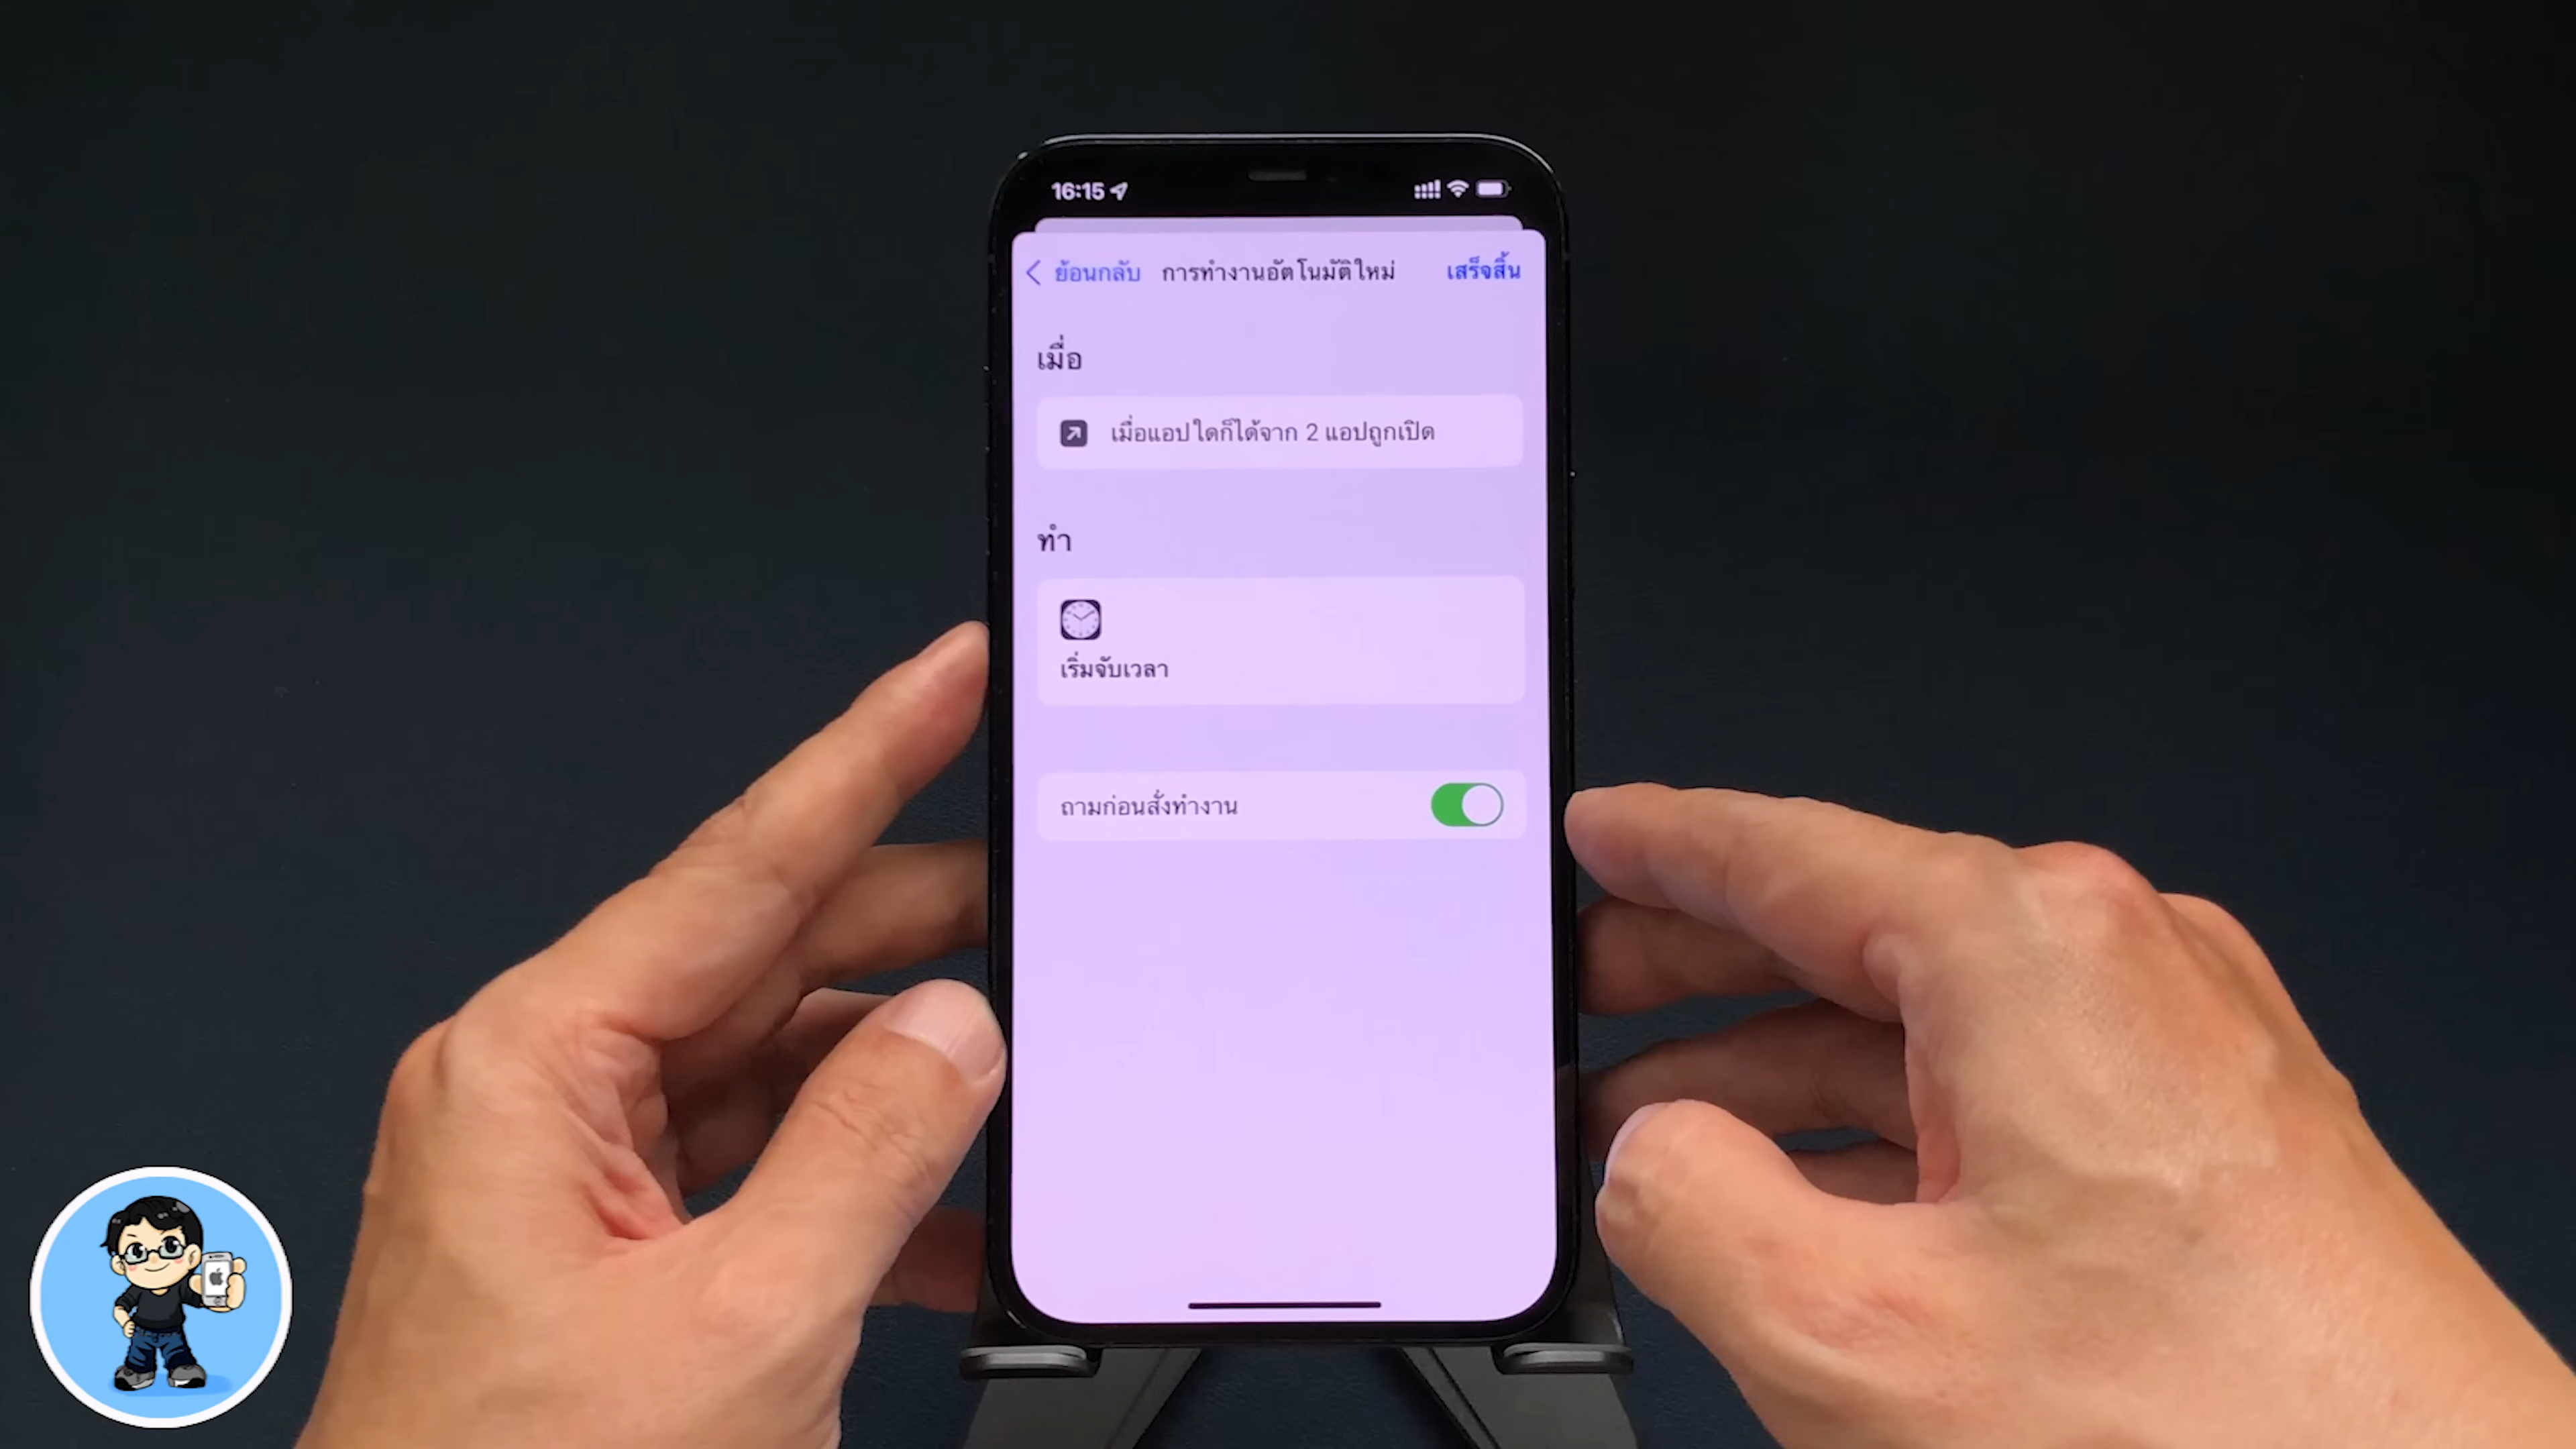 16:15
ย้อนกลับ การทำงานอัตโนมัติใหม่ เสร็จสิ้น
เมื่อ
เมื่อแอปใดก็ได้จาก 2 แอปถูกเปิด
ทำ
เริ่มจับเวลา
ถามก่อนสั่งทำงาน